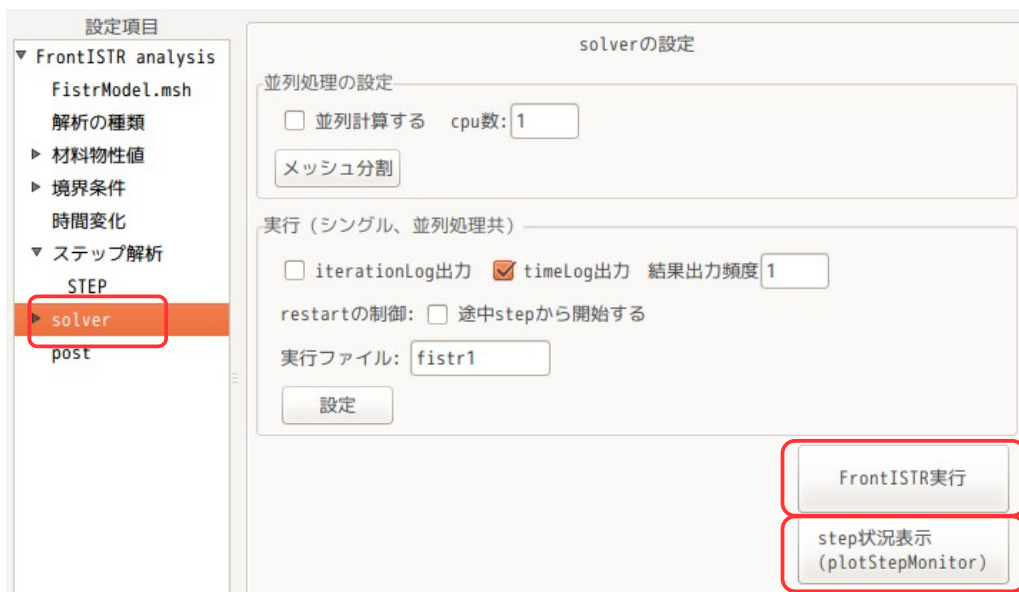 設定項目
FrontISTR analysis
FistrModel.msh
解析の種類
材料物性値
境界条件
時間変化
ステップ解析
STEP
solver
post
solverの設定
並列処理の設定
並列計算する cpu数: 1
メッシュ分割
実行（シングル、並列処理共）
iterationLog出力 timeLog出力 結果出力頻度 1
restartの制御: 途中stepから開始する
実行ファイル: fistr1
設定
FrontISTR実行
step状況表示
(plotStepMonitor)